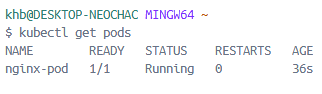 khb@DESKTOP-NEOCHAC MINGW64 ~
$ kubectl get pods
NAME        READY   STATUS    RESTARTS   AGE
nginx-pod   1/1     Running   0          36s